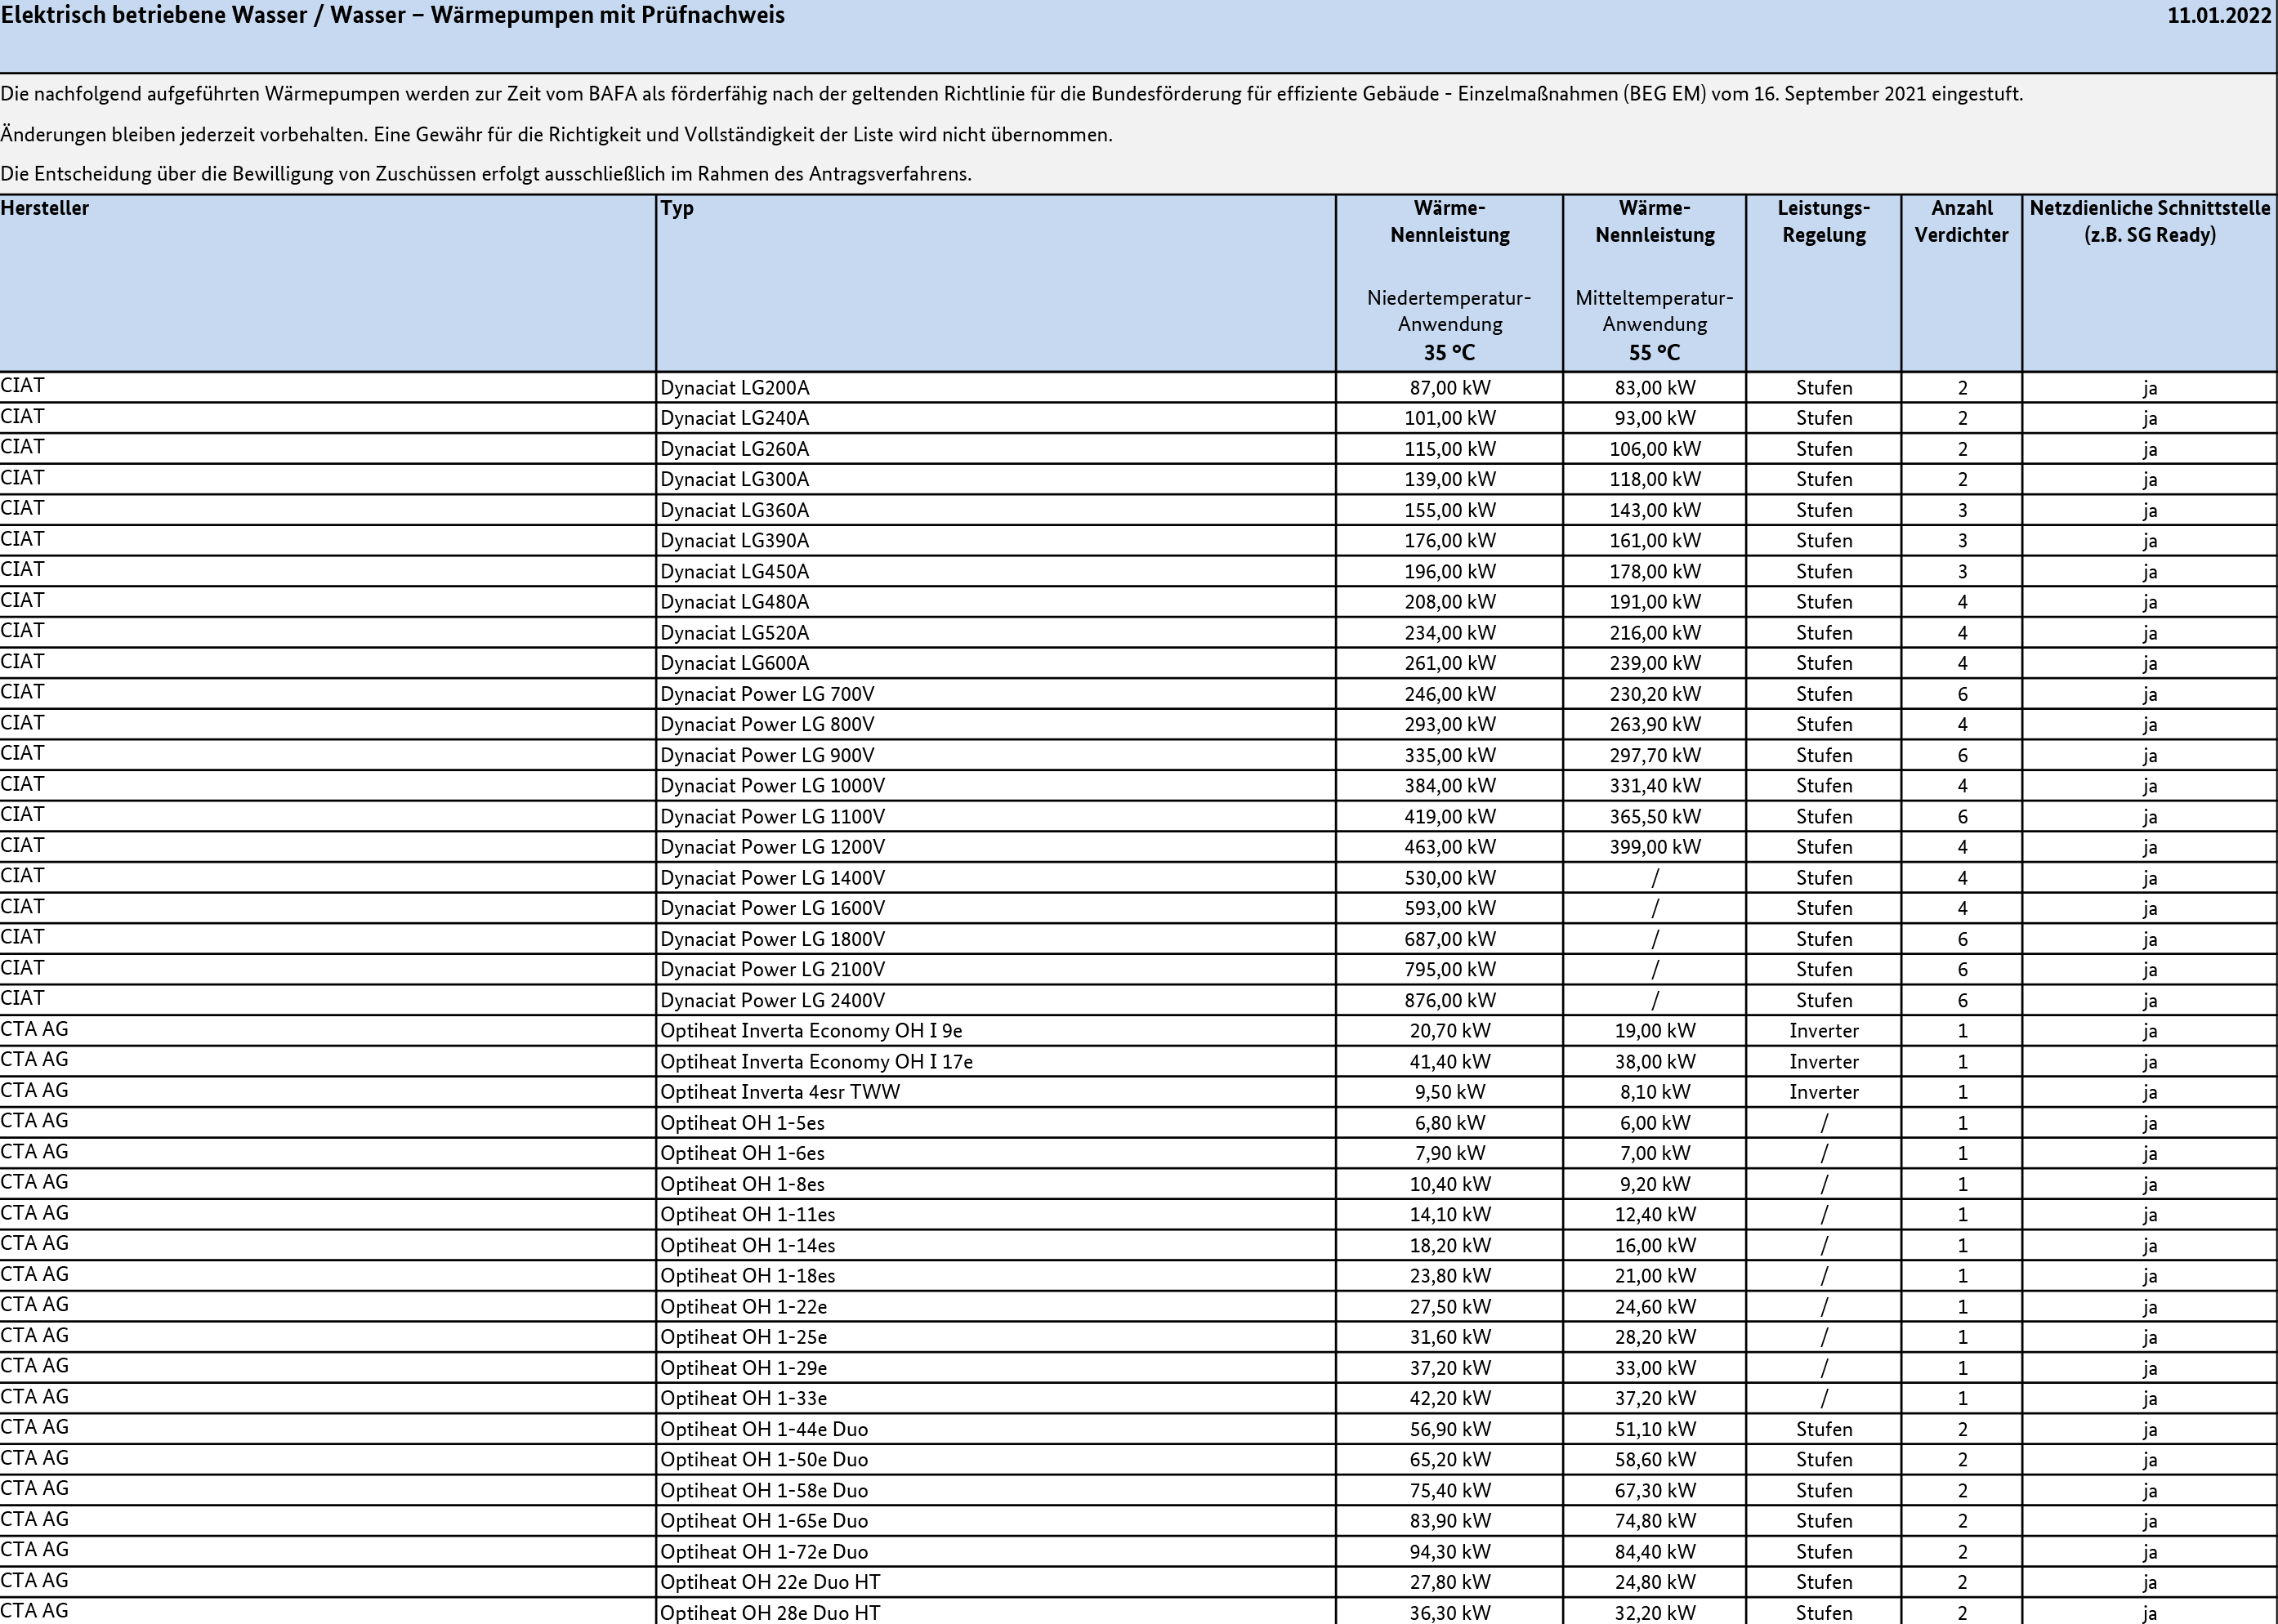 Elektrisch betriebene Wasser / Wasser – Wärmepumpen mit Prüfnachweis 11.01.2022
Die nachfolgend aufgeführten Wärmepumpen werden zur Zeit vom BAFA als förderfähig nach der geltenden Richtlinie für die Bundesförderung für effiziente Gebäude - Einzelmaßnahmen (BEG EM) vom 16. September 2021 eingestuft.
Änderungen bleiben jederzeit vorbehalten. Eine Gewähr für die Richtigkeit und Vollständigkeit der Liste wird nicht übernommen.
Die Entscheidung über die Bewilligung von Zuschüssen erfolgt ausschließlich im Rahmen des Antragsverfahrens.
Hersteller Typ Wärme- Wärme- Leistungs- Anzahl Netzdienliche Schnittstelle
Nennleistung Nennleistung Regelung Verdichter (z.B. SG Ready)
Niedertemperatur- Mitteltemperatur-
Anwendung Anwendung
35 °C 55 °C
CIAT Dynaciat LG200A 87,00 kW 83,00 kW Stufen 2 ja
CIAT Dynaciat LG240A 101,00 kW 93,00 kW Stufen 2 ja
CIAT Dynaciat LG260A 115,00 kW 106,00 kW Stufen 2 ja
CIAT Dynaciat LG300A 139,00 kW 118,00 kW Stufen 2 ja
CIAT Dynaciat LG360A 155,00 kW 143,00 kW Stufen 3 ja
CIAT Dynaciat LG390A 176,00 kW 161,00 kW Stufen 3 ja
CIAT Dynaciat LG450A 196,00 kW 178,00 kW Stufen 3 ja
CIAT Dynaciat LG480A 208,00 kW 191,00 kW Stufen 4 ja
CIAT Dynaciat LG520A 234,00 kW 216,00 kW Stufen 4 ja
CIAT Dynaciat LG600A 261,00 kW 239,00 kW Stufen 4 ja
CIAT Dynaciat Power LG 700V 246,00 kW 230,20 kW Stufen 6 ja
CIAT Dynaciat Power LG 800V 293,00 kW 263,90 kW Stufen 4 ja
CIAT Dynaciat Power LG 900V 335,00 kW 297,70 kW Stufen 6 ja
CIAT Dynaciat Power LG 1000V 384,00 kW 331,40 kW Stufen 4 ja
CIAT Dynaciat Power LG 1100V 419,00 kW 365,50 kW Stufen 6 ja
CIAT Dynaciat Power LG 1200V 463,00 kW 399,00 kW Stufen 4 ja
CIAT Dynaciat Power LG 1400V 530,00 kW / Stufen 4 ja
CIAT Dynaciat Power LG 1600V 593,00 kW / Stufen 4 ja
CIAT Dynaciat Power LG 1800V 687,00 kW / Stufen 6 ja
CIAT Dynaciat Power LG 2100V 795,00 kW / Stufen 6 ja
CIAT Dynaciat Power LG 2400V 876,00 kW / Stufen 6 ja
CTA AG Optiheat Inverta Economy OH I 9e 20,70 kW 19,00 kW Inverter 1 ja
CTA AG Optiheat Inverta Economy OH I 17e 41,40 kW 38,00 kW Inverter 1 ja
CTA AG Optiheat Inverta 4esr TWW 9,50 kW 8,10 kW Inverter 1 ja
CTA AG Optiheat OH 1-5es 6,80 kW 6,00 kW / 1 ja
CTA AG Optiheat OH 1-6es 7,90 kW 7,00 kW / 1 ja
CTA AG Optiheat OH 1-8es 10,40 kW 9,20 kW / 1 ja
CTA AG Optiheat OH 1-11es 14,10 kW 12,40 kW / 1 ja
CTA AG Optiheat OH 1-14es 18,20 kW 16,00 kW / 1 ja
CTA AG Optiheat OH 1-18es 23,80 kW 21,00 kW / 1 ja
CTA AG Optiheat OH 1-22e 27,50 kW 24,60 kW / 1 ja
CTA AG Optiheat OH 1-25e 31,60 kW 28,20 kW / 1 ja
CTA AG Optiheat OH 1-29e 37,20 kW 33,00 kW / 1 ja
CTA AG Optiheat OH 1-33e 42,20 kW 37,20 kW / 1 ja
CTA AG Optiheat OH 1-44e Duo 56,90 kW 51,10 kW Stufen 2 ja
CTA AG Optiheat OH 1-50e Duo 65,20 kW 58,60 kW Stufen 2 ja
CTA AG Optiheat OH 1-58e Duo 75,40 kW 67,30 kW Stufen 2 ja
CTA AG Optiheat OH 1-65e Duo 83,90 kW 74,80 kW Stufen 2 ja
CTA AG Optiheat OH 1-72e Duo 94,30 kW 84,40 kW Stufen 2 ja
CTA AG Optiheat OH 22e Duo HT 27,80 kW 24,80 kW Stufen 2 ja
CTA AG Optiheat OH 28e Duo HT 36,30 kW 32,20 kW Stufen 2 ja